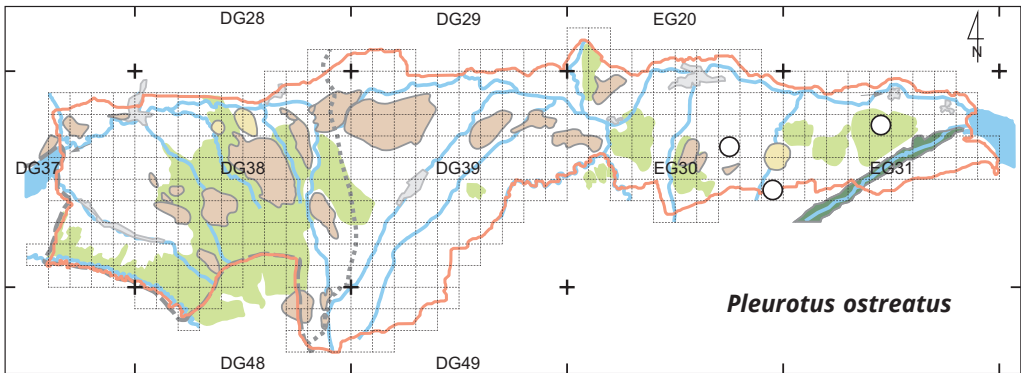 DG28 DG29 EG20
N
DG37 DG38 DG39 EG30 EG31
Pleurotus ostreatus
DG48 DG49